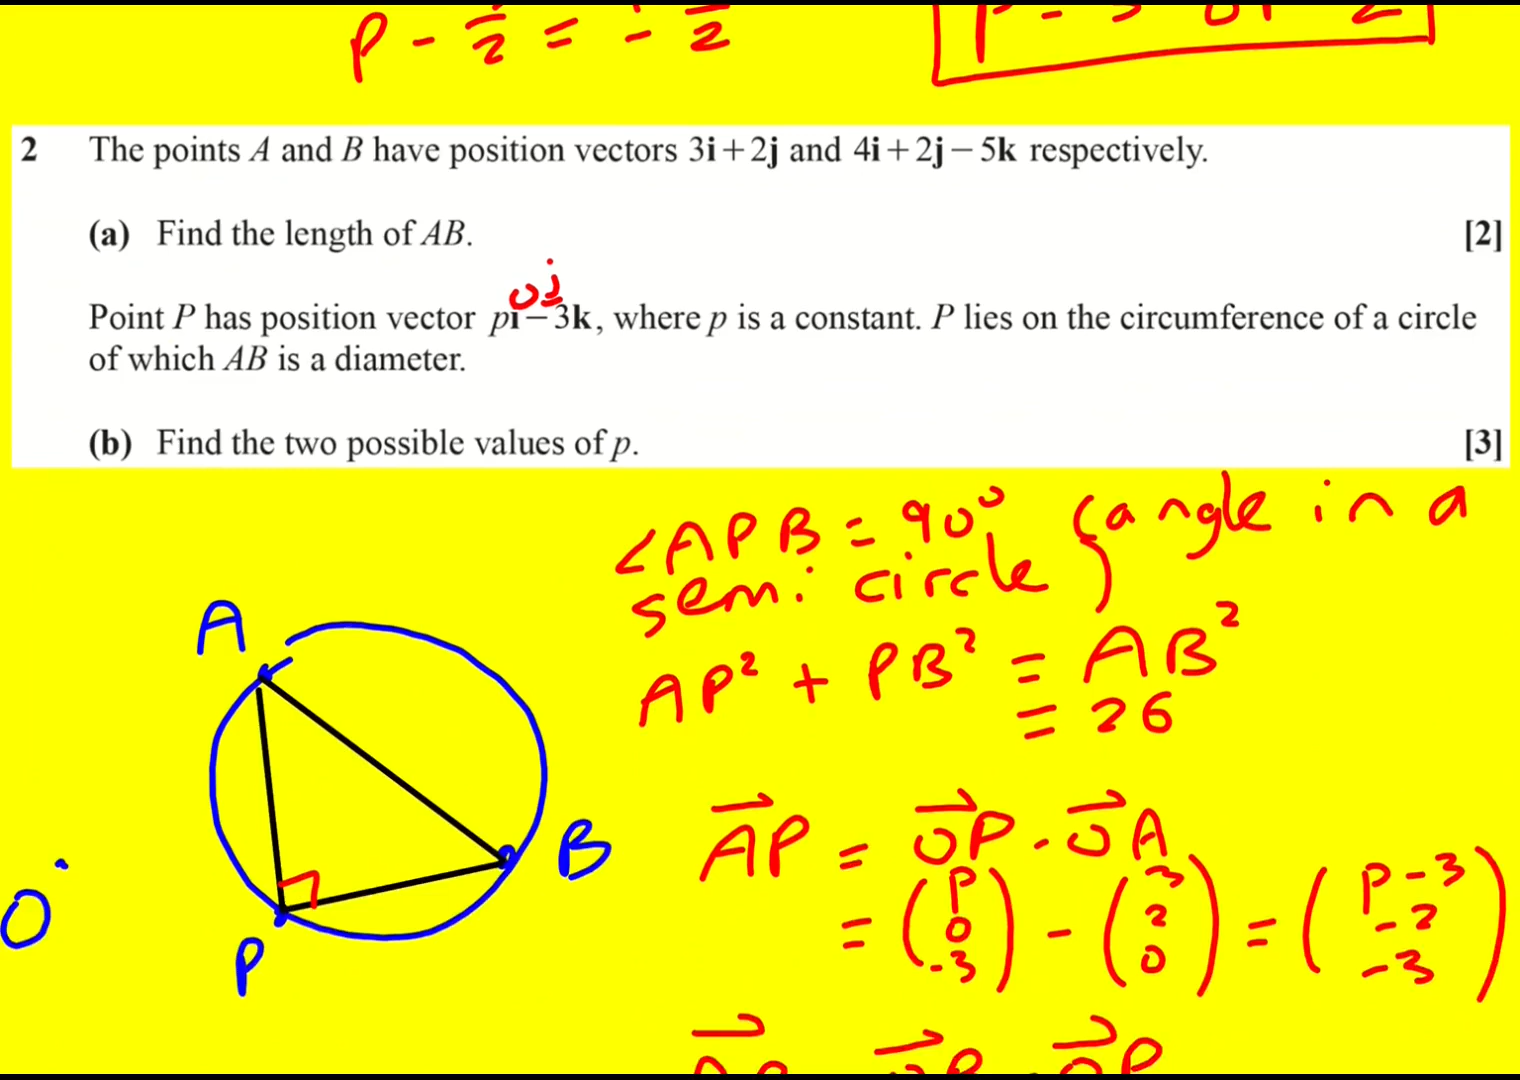 p - 2 = - 2
2 The points A and B have position vectors 3i+2j and 4i+2j−5k respectively.
(a) Find the length of AB. [2]
0j
Point P has position vector pi−3k, where p is a constant. P lies on the circumference of a circle
of which AB is a diameter.
(b) Find the two possible values of p. [3]
∠APB = 90° (angle in a
semi circle)
A
AP² + PB² = AB²
= 26
B
AP = OP - OA
O
P
= (p 0 -3) - (3 2 0) = (p-3 -2 -3)